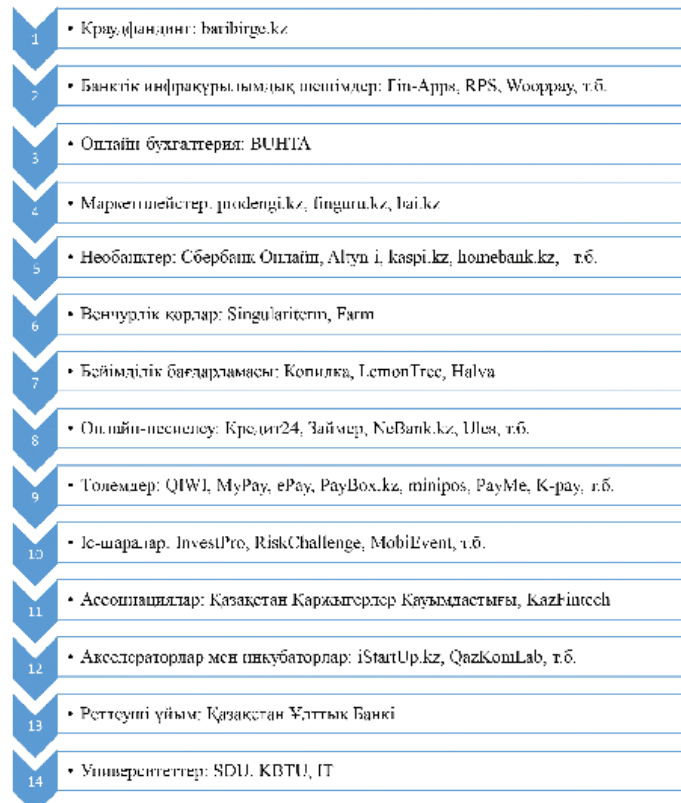 1 • Краудфандинг: baribirge.kz
2 • Банктік инфрақұрылымдық шешімдер: Fin-Apps, RPS, Wooppay, т.б.
3 • Онлайн бухгалтерия: BUHTA
4 • Маркетплейстер: prodengi.kz, finguru.kz, bai.kz
5 • Необанктер: Сбербанк Онлайн, Altyn-i, kaspi.kz, homebank.kz, т.б.
6 • Венчурлік қорлар: Singulariterm, Farm
7 • Бейімділік бағдарламасы: Копилка, LemonTree, Halva
8 • Онлайн-несиелеу: Кредит24, Займер, NeBank.kz, т.б.
9 • Төлемдер: QIWI, MyPay, ePay, PayBox.kz, minipos, PayMe, K-pay, т.б.
10 • Іс-шаралар: InvestPro, RiskChallenge, MobiEvent, т.б.
11 • Ассоциациялар: Қазақстан Қаржыгерлер Қауымдастығы, KazFintech
12 • Акселераторлар мен инкубаторлар: iStartUp.kz, QazKomLab, т.б.
13 • Реттеуші ұйым: Қазақстан Ұлттық Банкі
14 • Университеттер: SDU, KBTU, IT